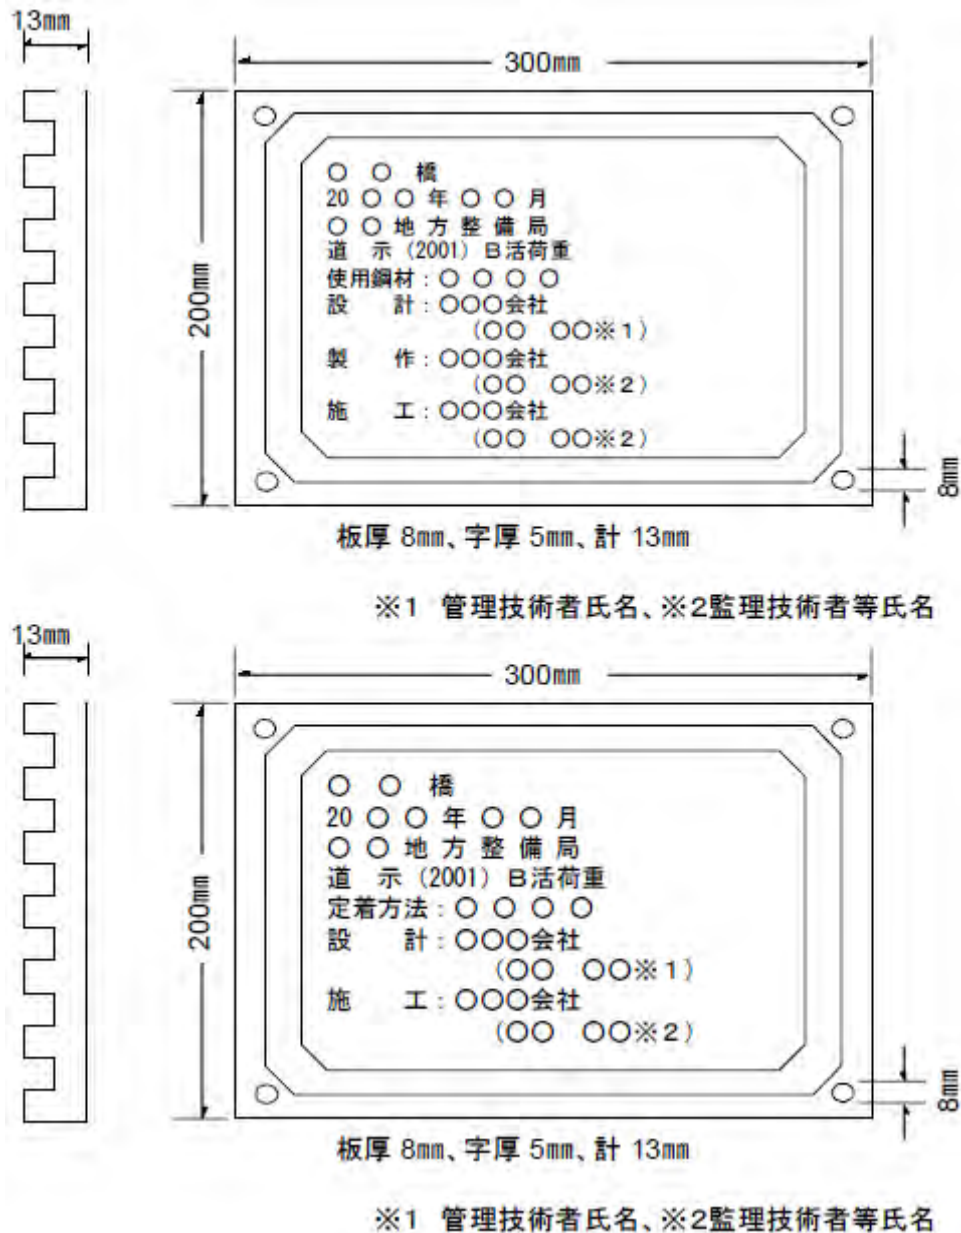 13㎜
300㎜
200㎜
○ ○ 橋
20 ○ ○ 年 ○ ○ 月
○ ○ 地 方 整 備 局
道 示 (2001) B活荷重
使用鋼材:○ ○ ○ ○
設 計:○○○会社
(○○ ○○※1)
製 作:○○○会社
(○○ ○○※2)
施 工:○○○会社
(○○ ○○※2)
8㎜
板厚 8㎜、字厚 5㎜、計 13㎜
※1 管理技術者氏名、※2監理技術者等氏名
13㎜
300㎜
200㎜
○ ○ 橋
20 ○ ○ 年 ○ ○ 月
○ ○ 地 方 整 備 局
道 示 (2001) B活荷重
定着方法:○ ○ ○ ○
設 計:○○○会社
(○○ ○○※1)
施 工:○○○会社
(○○ ○○※2)
8㎜
板厚 8㎜、字厚 5㎜、計 13㎜
※1 管理技術者氏名、※2監理技術者等氏名